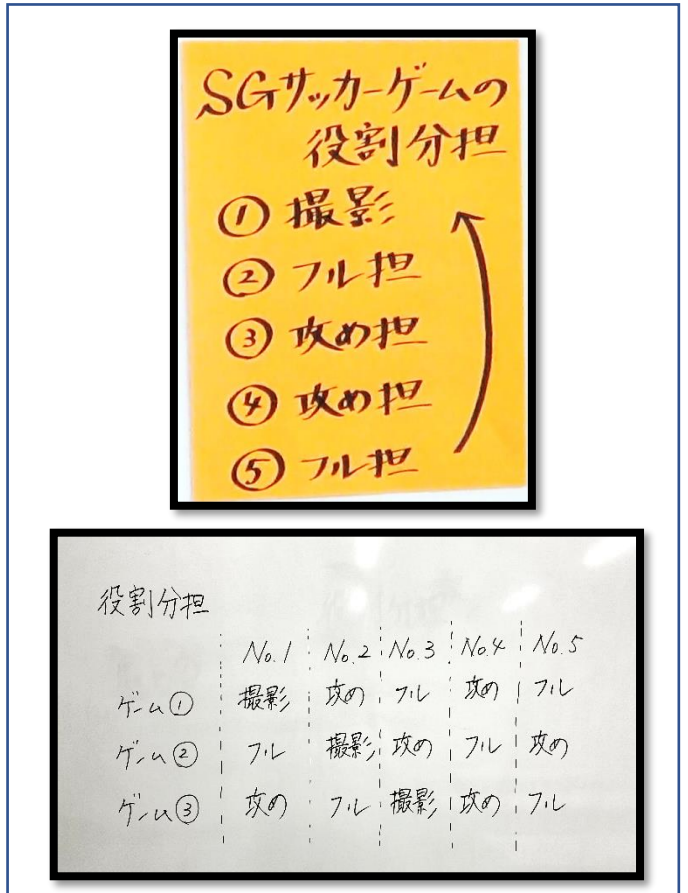 SGサッカーゲームの
役割分担
① 撮影
② フル担
③ 攻め担
④ 攻め担
⑤ フル担
役割分担
No.1 No.2 No.3 No.4 No.5
ゲーム① 撮影 攻め フル 攻め フル
ゲーム② フル 撮影 攻め フル 攻め
ゲーム③ 攻め フル 撮影 攻め フル